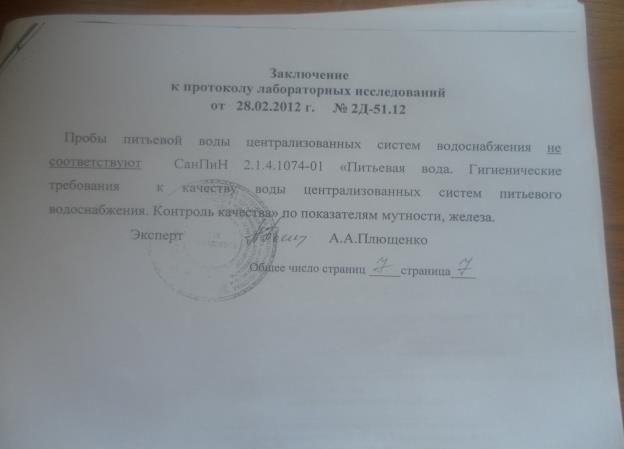 Заключение
к протоколу лабораторных исследований
от 28.02.2012 г. № 2Д-51.12
Пробы питьевой воды централизованных систем водоснабжения не
соответствуют СанПиН 2.1.4.1074-01 «Питьевая вода. Гигиенические
требования к качеству воды централизованных систем питьевого
водоснабжения. Контроль качества» по показателям мутности, железа.
Эксперт А.А.Плющенко
Общее число страниц 7 страница 7